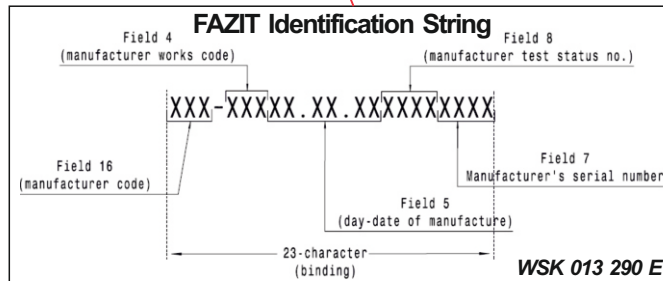 FAZIT Identification String
Field 4
(manufacturer works code)
Field 8
(manufacturer test status no.)
XXX-XXXXX.XX.XXXXXXXXXX
Field 16
(manufacturer code)
Field 7
Manufacturer's serial number
Field 5
(day-date of manufacture)
23-character
(binding)
WSK 013 290 E